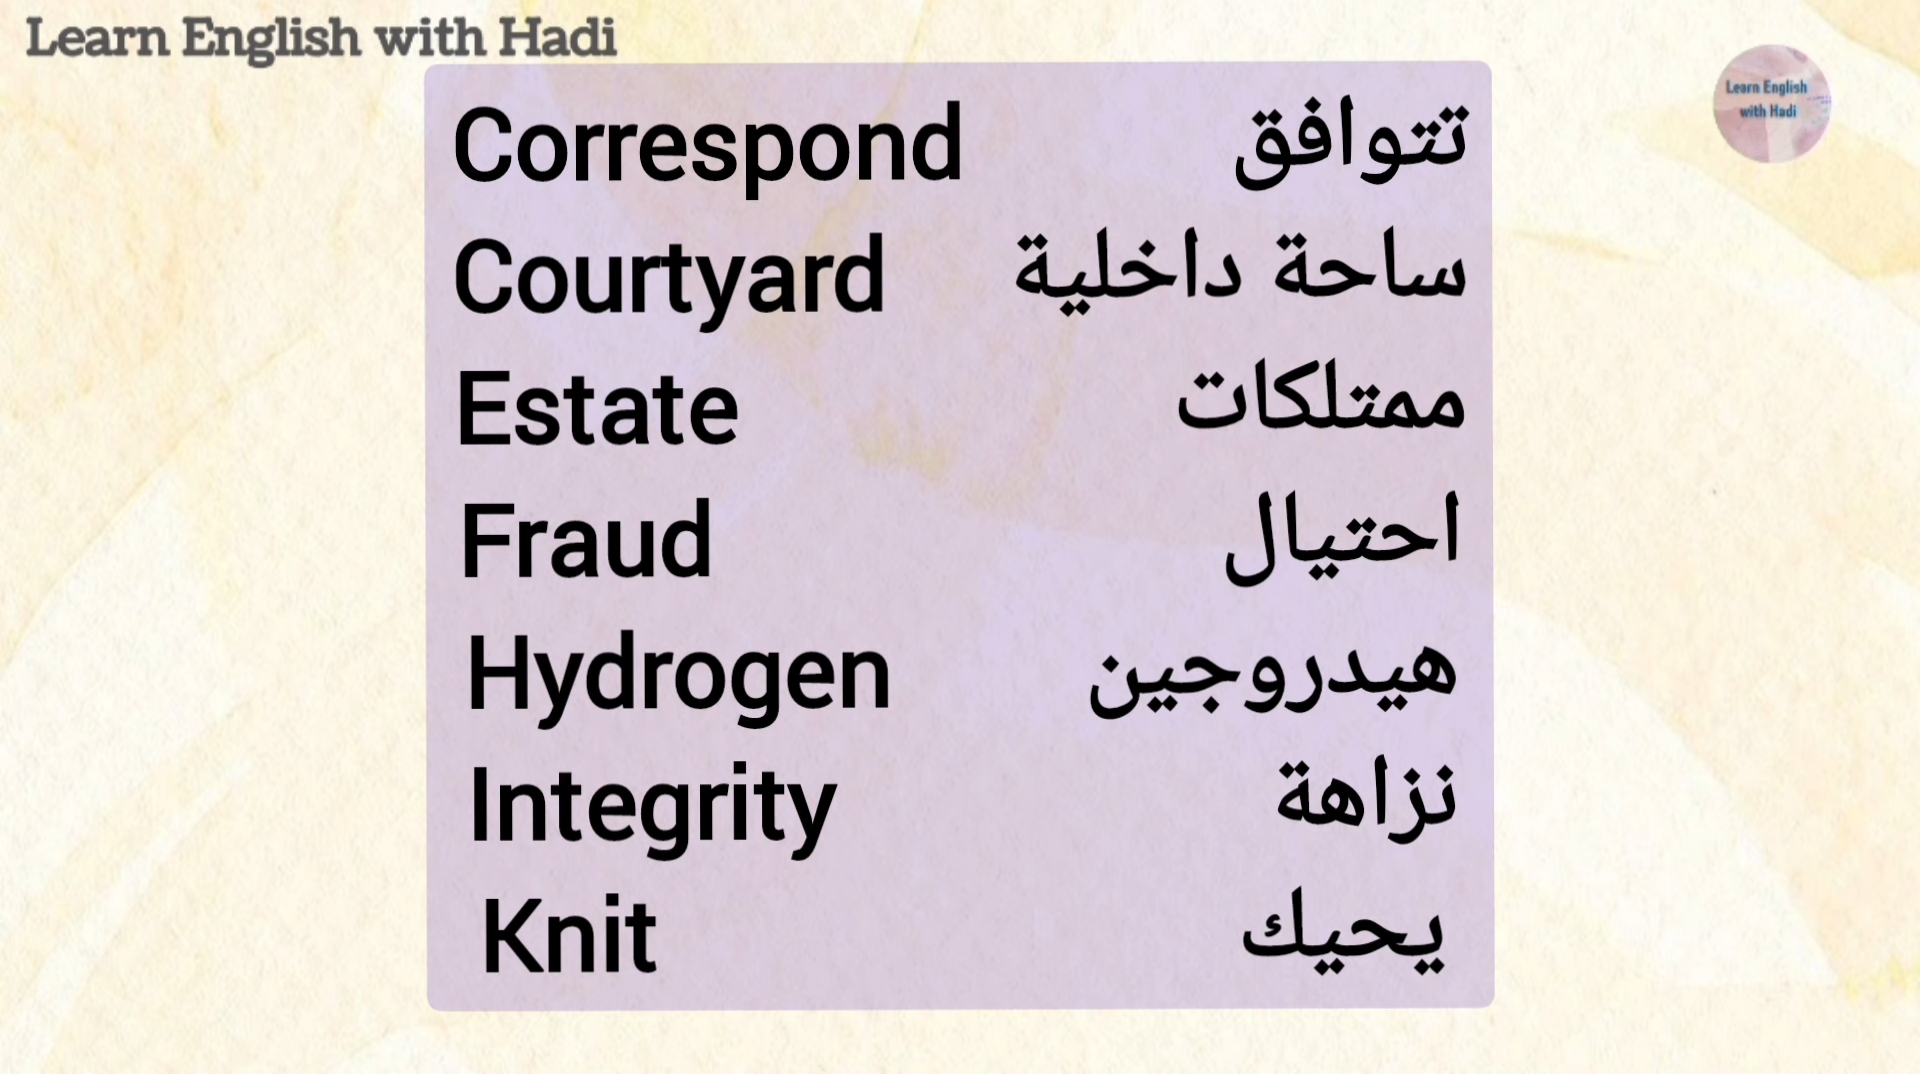 Learn English with Hadi
Learn English
with Hadi
Correspond تتوافق
Courtyard ساحة داخلية
Estate ممتلكات
Fraud احتيال
Hydrogen هيدروجين
Integrity نزاهة
Knit يحيك